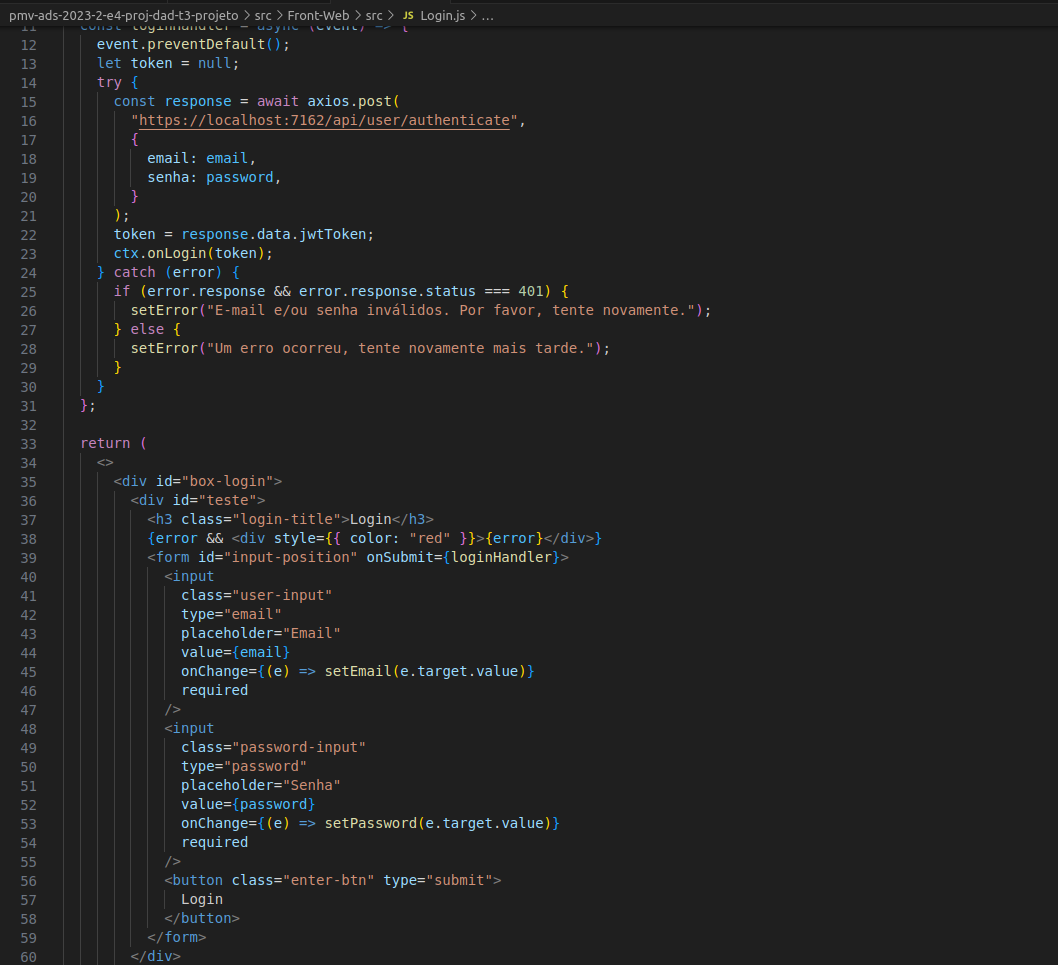 pmv-ads-2023-2-e4-proj-dad-t3-projeto > src > Front-Web > src > JS Login.js > ...
11 const loginHandler = async (event) => {
12 event.preventDefault();
13 let token = null;
14 try {
15 const response = await axios.post(
16 "https://localhost:7162/api/user/authenticate",
17 {
18 email: email,
19 senha: password,
20 }
21 );
22 token = response.data.jwtToken;
23 ctx.onLogin(token);
24 } catch (error) {
25 if (error.response && error.response.status === 401) {
26 setError("E-mail e/ou senha inválidos. Por favor, tente novamente.");
27 } else {
28 setError("Um erro ocorreu, tente novamente mais tarde.");
29 }
30 }
31 };
32
33 return (
34 <>
35 <div id="box-login">
36 <div id="teste">
37 <h3 class="login-title">Login</h3>
38 {error && <div style={{ color: "red" }}>{error}</div>}
39 <form id="input-position" onSubmit={loginHandler}>
40 <input
41 class="user-input"
42 type="email"
43 placeholder="Email"
44 value={email}
45 onChange={(e) => setEmail(e.target.value)}
46 required
47 />
48 <input
49 class="password-input"
50 type="password"
51 placeholder="Senha"
52 value={password}
53 onChange={(e) => setPassword(e.target.value)}
54 required
55 />
56 <button class="enter-btn" type="submit">
57 Login
58 </button>
59 </form>
60 </div>